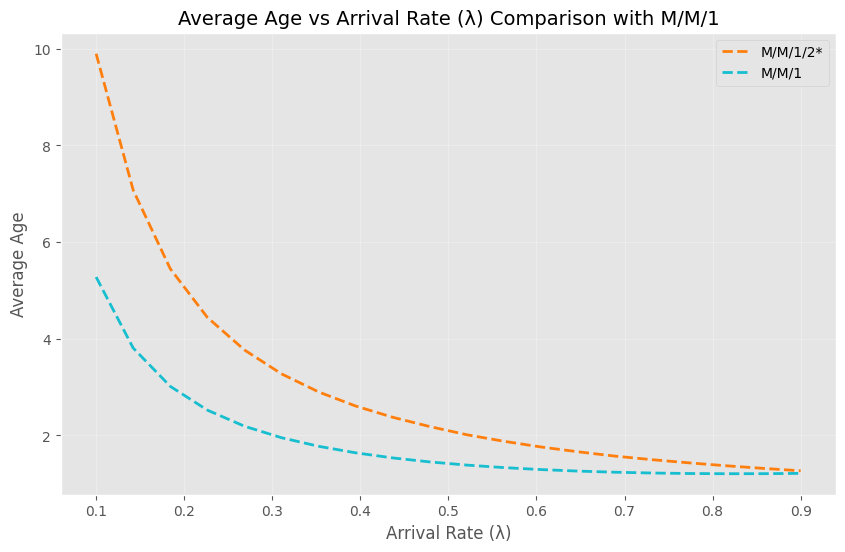 Average Age vs Arrival Rate (λ) Comparison with M/M/1
M/M/1/2*
M/M/1
Average Age
10
8
6
4
2
0.1 0.2 0.3 0.4 0.5 0.6 0.7 0.8 0.9
Arrival Rate (λ)